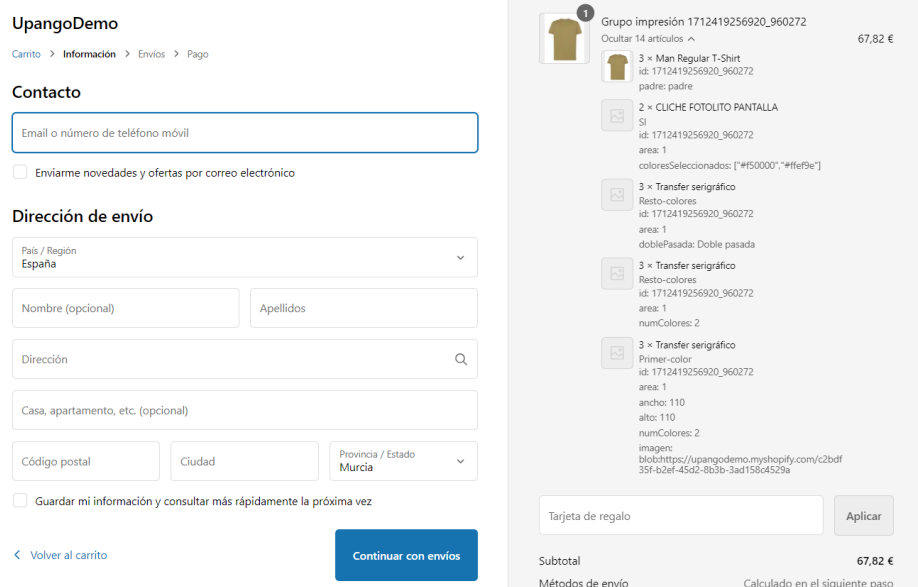 UpangoDemo
Carrito > Información > Envíos > Pago
Contacto
Email o número de teléfono móvil
Enviarme novedades y ofertas por correo electrónico
Dirección de envío
País / Región
España
Nombre (opcional)
Apellidos
Dirección
Casa, apartamento, etc. (opcional)
Código postal
Ciudad
Provincia / Estado
Murcia
Guardar mi información y consultar más rápidamente la próxima vez
Volver al carrito
Continuar con envíos
1
Grupo impresión 1712419256920_960272
Ocultar 14 artículos
67,82 €
3 × Man Regular T-Shirt
id: 1712419256920_960272
padre: padre
2 × CLICHE FOTOLITO PANTALLA
SI
id: 1712419256920_960272
area: 1
coloresSeleccionados: ["#f50000","#ffef9e"]
3 × Transfer serigráfico
Resto-colores
id: 1712419256920_960272
area: 1
doblePasada: Doble pasada
3 × Transfer serigráfico
Resto-colores
id: 1712419256920_960272
area: 1
numColores: 2
3 × Transfer serigráfico
Primer-color
id: 1712419256920_960272
area: 1
ancho: 110
alto: 110
numColores: 2
imagen:
blob:https://upangodemo.myshopify.com/c2bdf
35f-b2ef-45d2-8b3b-3ad158c4529a
Tarjeta de regalo
Aplicar
Subtotal
67,82 €
Métodos de envío
Calculado en el siguiente paso